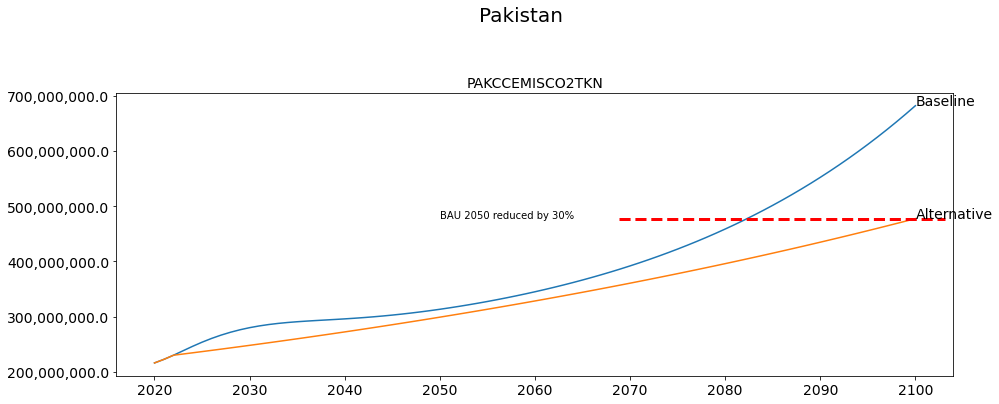 Pakistan
PAKCCEMISCO2TKN
700,000,000.0
Baseline
600,000,000.0
500,000,000.0
BAU 2050 reduced by 30%
Alternative
400,000,000.0
300,000,000.0
200,000,000.0
2020 2030 2040 2050 2060 2070 2080 2090 2100